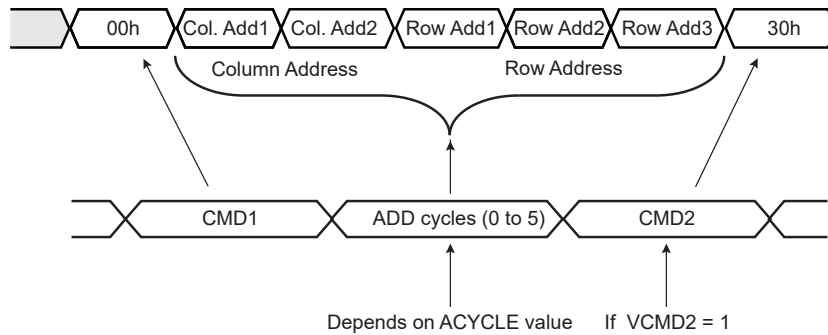 00h Col. Add1 Col. Add2 Row Add1 Row Add2 Row Add3 30h
Column Address Row Address
CMD1 ADD cycles (0 to 5) CMD2
Depends on ACYCLE value If VCMD2 = 1